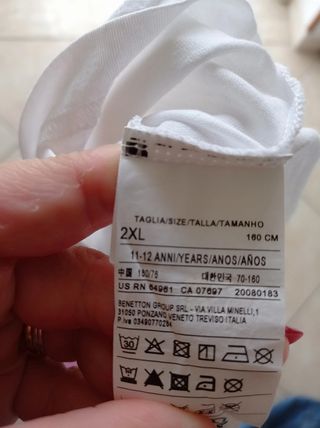 TAGLIA/SIZE/TALLA/TAMANHO
2XL 160 CM
11-12 ANNI/YEARS/ANOS/AÑOS
中国 160/76 대한민국 70-160
US RN 64961 CA 07697 20080183
BENETTON GROUP SRL - VIA VILLA MINELLI,1
31050 PONZANO VENETO TREVISO ITALIA
P.iva 03490770264
30